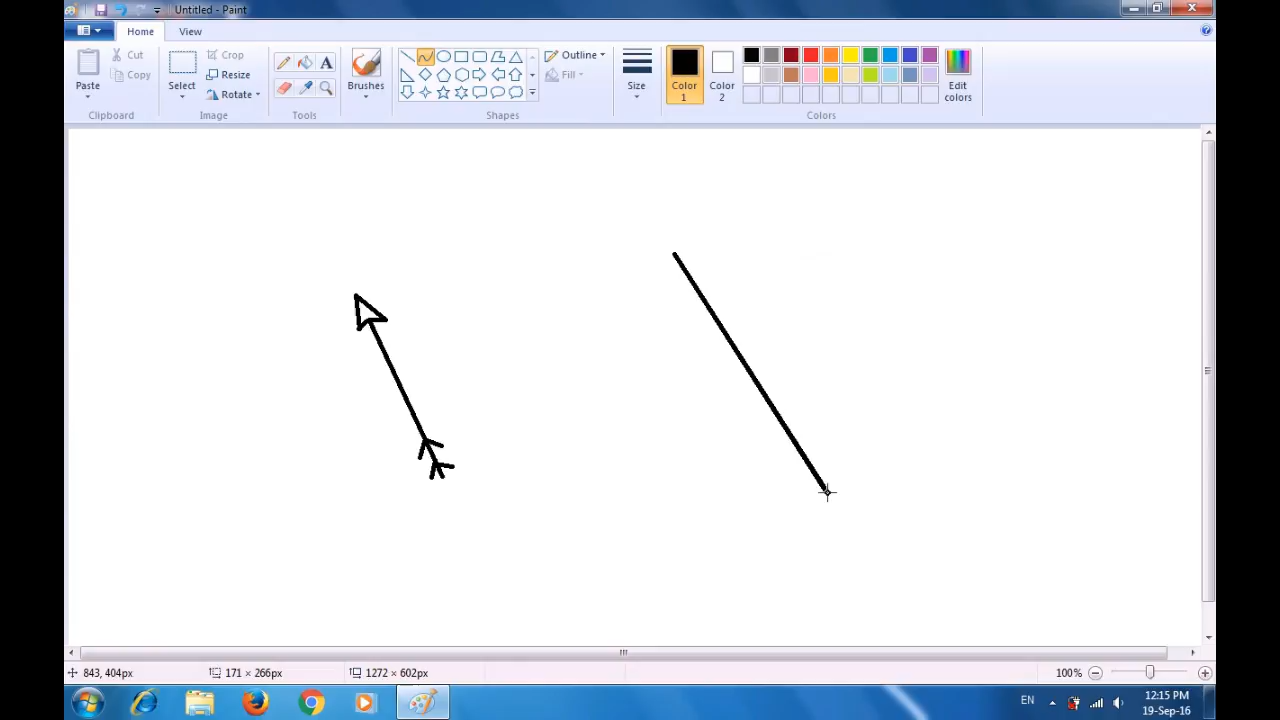 Untitled - Paint
Home View
Paste
Cut
Copy
Clipboard
Select
Crop
Resize
Rotate
Image
A
Tools
Brushes
Outline
Fill
Shapes
Size
Color 1
Color 2
Edit colors
Colors
843, 404px 171 × 266px 1272 × 602px 100%
EN 12:15 PM
19-Sep-16